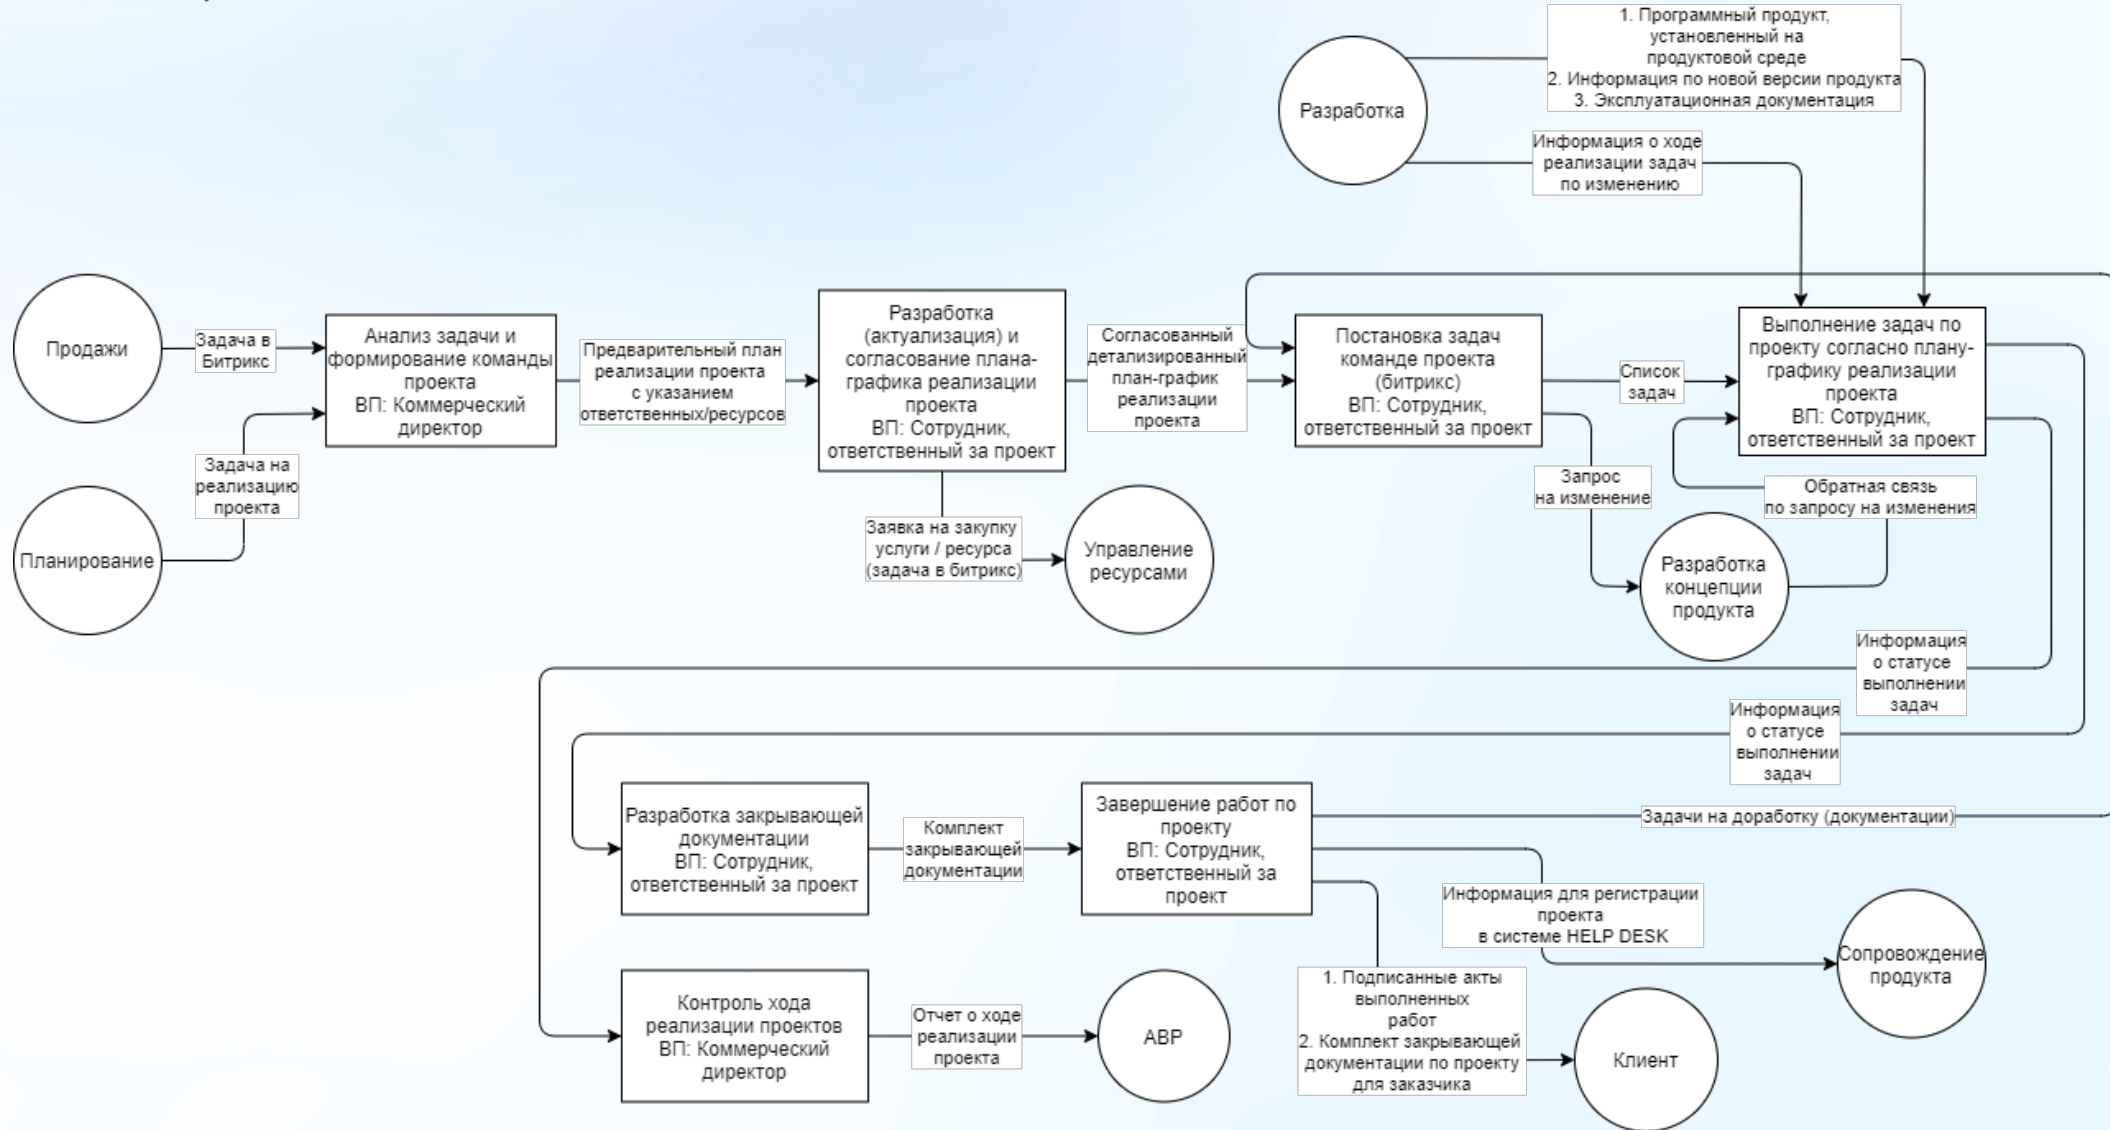 1. Программный продукт,
установленный на
продуктовой среде
2. Информация по новой версии продукта
3. Эксплуатационная документация
Разработка
Информация о ходе
реализации задач
по изменению
Продажи
Задача в
Битрикс
Анализ задачи и
формирование команды
проекта
ВП: Коммерческий
директор
Предварительный план
реализации проекта
с указанием
ответственных/ресурсов
Разработка
(актуализация) и
согласование плана-
графика реализации
проекта
ВП: Сотрудник,
ответственный за проект
Согласованный
детализированный
план-график
реализации
проекта
Постановка задач
команде проекта
(битрикс)
ВП: Сотрудник,
ответственный за проект
Список
задач
Выполнение задач по
проекту согласно плану-
графику реализации
проекта
ВП: Сотрудник,
ответственный за проект
Планирование
Задача на
реализацию
проекта
Заявка на закупку
услуги / ресурса
(задача в битрикс)
Управление
ресурсами
Запрос
на изменение
Обратная связь
по запросу на изменения
Разработка
концепции
продукта
Информация
о статусе
выполнении
задач
Информация
о статусе
выполнении
задач
Разработка закрывающей
документации
ВП: Сотрудник,
ответственный за проект
Комплект
закрывающей
документации
Завершение работ по
проекту
ВП: Сотрудник,
ответственный за
проект
Задачи на доработку (документации)
Информация для регистрации
проекта
в системе HELP DESK
Сопровождение
продукта
Контроль хода
реализации проектов
ВП: Коммерческий
директор
Отчет о ходе
реализации
проекта
АВР
1. Подписанные акты
выполненных
работ
2. Комплект закрывающей
документации по проекту
для заказчика
Клиент